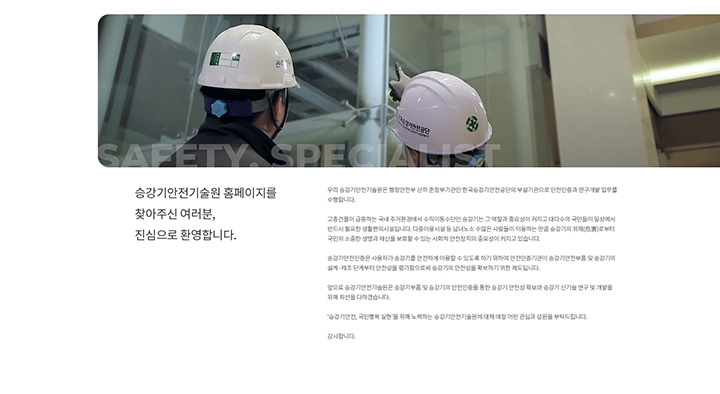 SAFETY. SPECIALIST
승강기안전기술원 홈페이지를
찾아주신 여러분,
진심으로 환영합니다.
우리 승강기안전기술원은 행정안전부 산하 준정부기관인 한국승강기안전공단의 부설기관으로 안전인증과 연구개발 업무를
수행합니다.
고층건물이 급증하는 국내 주거환경에서 수직이동수단인 승강기는 그 역할과 중요성이 커지고 대다수의 국민들이 일상에서
반드시 필요한 생활편의시설입니다. 다중이용시설 등 남녀노소 수많은 사람들이 이용하는 만큼 승강기의 위해(危害)로부터
국민의 소중한 생명과 재산을 보호할 수 있는 사회적 안전장치의 중요성이 커지고 있습니다.
승강기안전인증은 사용자가 승강기를 안전하게 이용할 수 있도록 하기 위하여 안전인증기관이 승강기안전부품 및 승강기의
설계·제조 단계부터 안전성을 평가함으로써 승강기의 안전성을 확보하기 위한 제도입니다.
앞으로 승강기안전기술원은 승강기부품 및 승강기의 안전인증을 통한 승강기 안전성 확보와 승강기 신기술 연구 및 개발을
위해 최선을 다하겠습니다.
'승강기안전, 국민행복 실현'을 위해 노력하는 승강기안전기술원에 대해 애정 어린 관심과 성원을 부탁드립니다.
감사합니다.